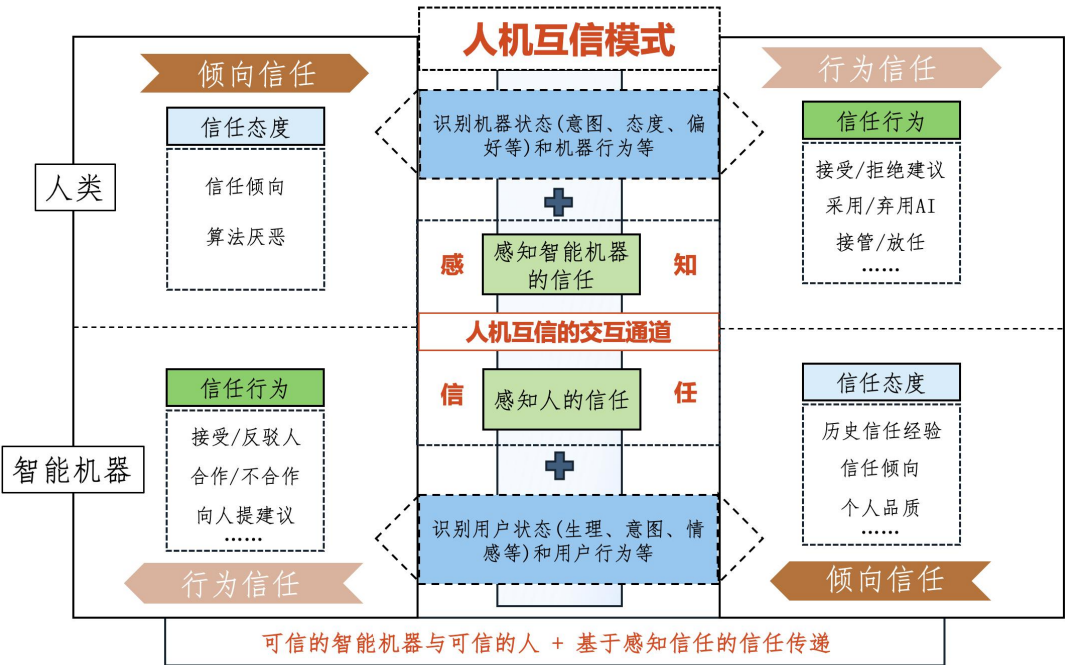 人机互信模式
倾向信任
行为信任
信任态度
信任倾向
算法厌恶
识别机器状态(意图、态度、偏
好等)和机器行为等
信任行为
接受/拒绝建议
采用/弃用AI
接管/放任
……
人类
感
感知智能机器
的信任
知
人机互信的交互通道
信
感知人的信任
任
智能机器
信任行为
接受/反驳人
合作/不合作
向人提建议
……
行为信任
识别用户状态(生理、意图、情
感等)和用户行为等
信任态度
历史信任经验
信任倾向
个人品质
……
倾向信任
可信的智能机器与可信的人 + 基于感知信任的信任传递